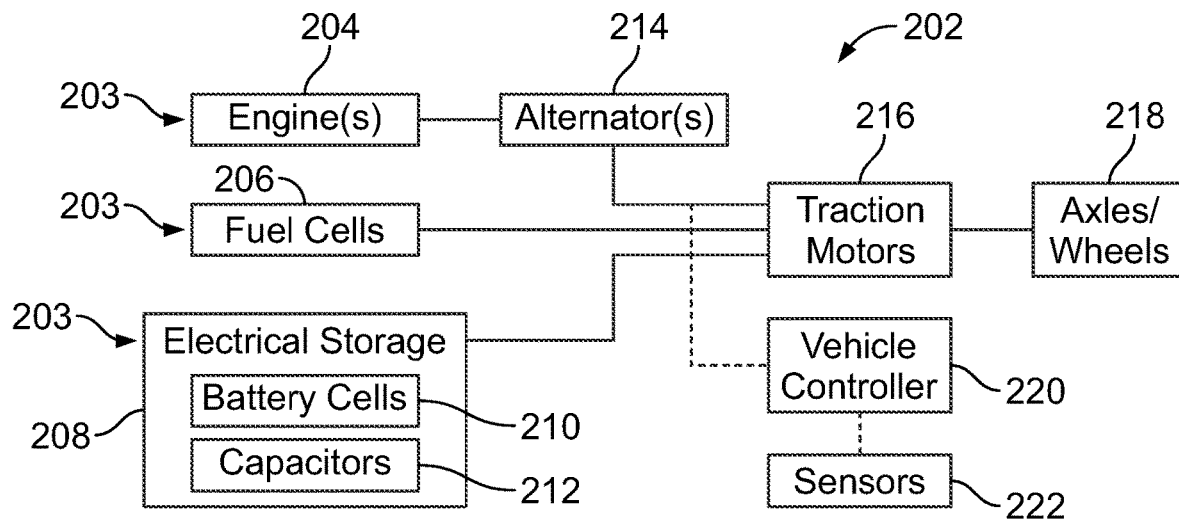 204
214
202
203
Engine(s)
Alternator(s)
216
218
206
203
Fuel Cells
Traction
Motors
Axles/
Wheels
203
Electrical Storage
Vehicle
Controller
Battery Cells
220
208
210
Capacitors
212
Sensors
222